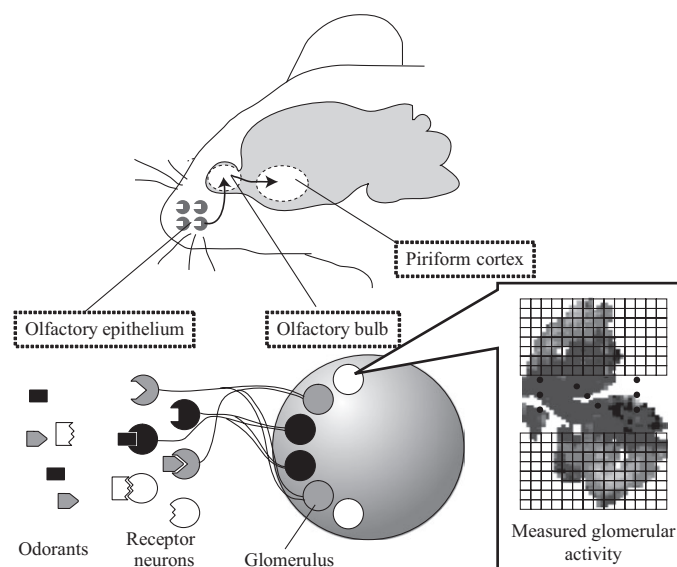 Piriform cortex
Olfactory epithelium
Olfactory bulb
Odorants
Receptor
neurons
Glomerulus
Measured glomerular
activity